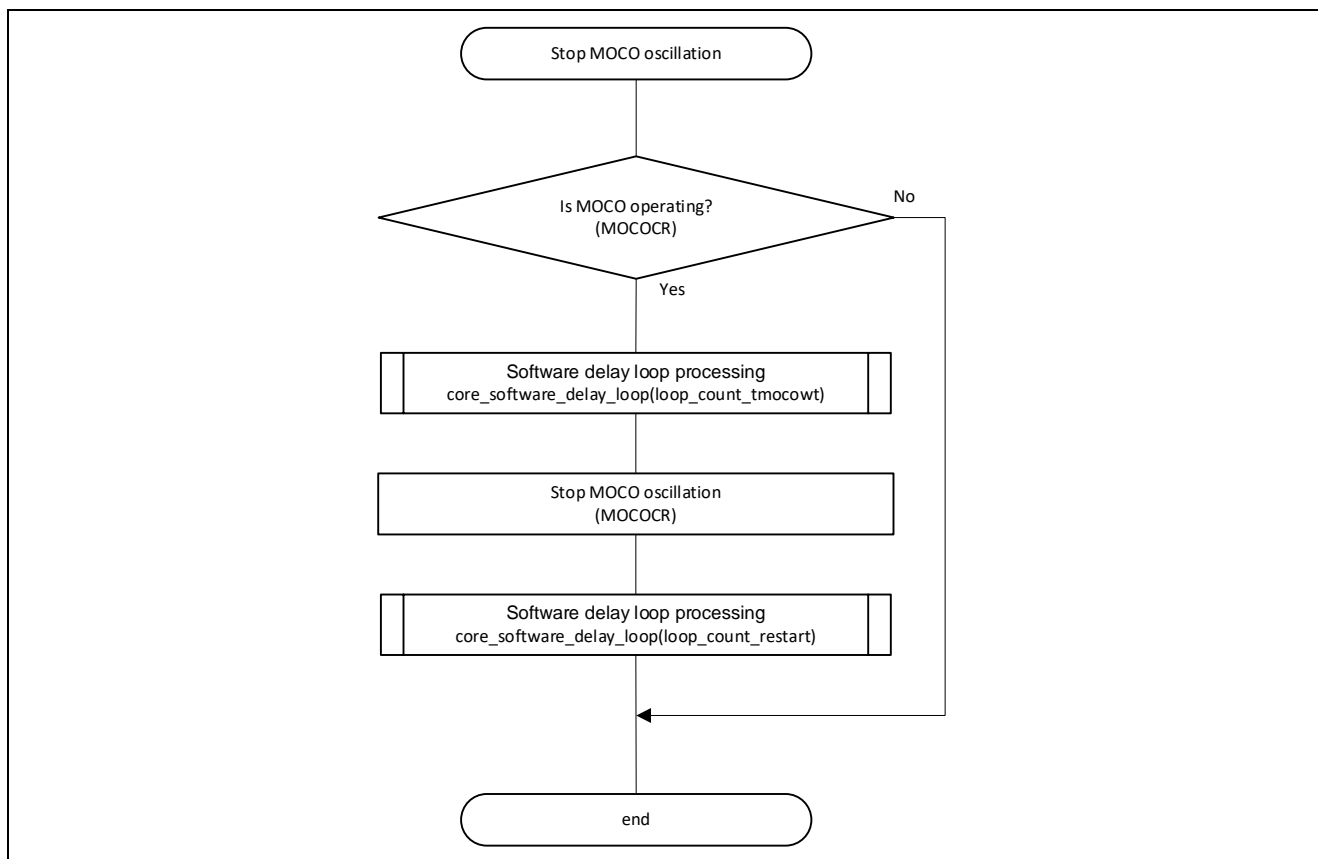 Stop MOCO oscillation
Is MOCO operating?
(MOCOCR)
No
Yes
Software delay loop processing
core_software_delay_loop(loop_count_tmocowt)
Stop MOCO oscillation
(MOCOCR)
Software delay loop processing
core_software_delay_loop(loop_count_restart)
end